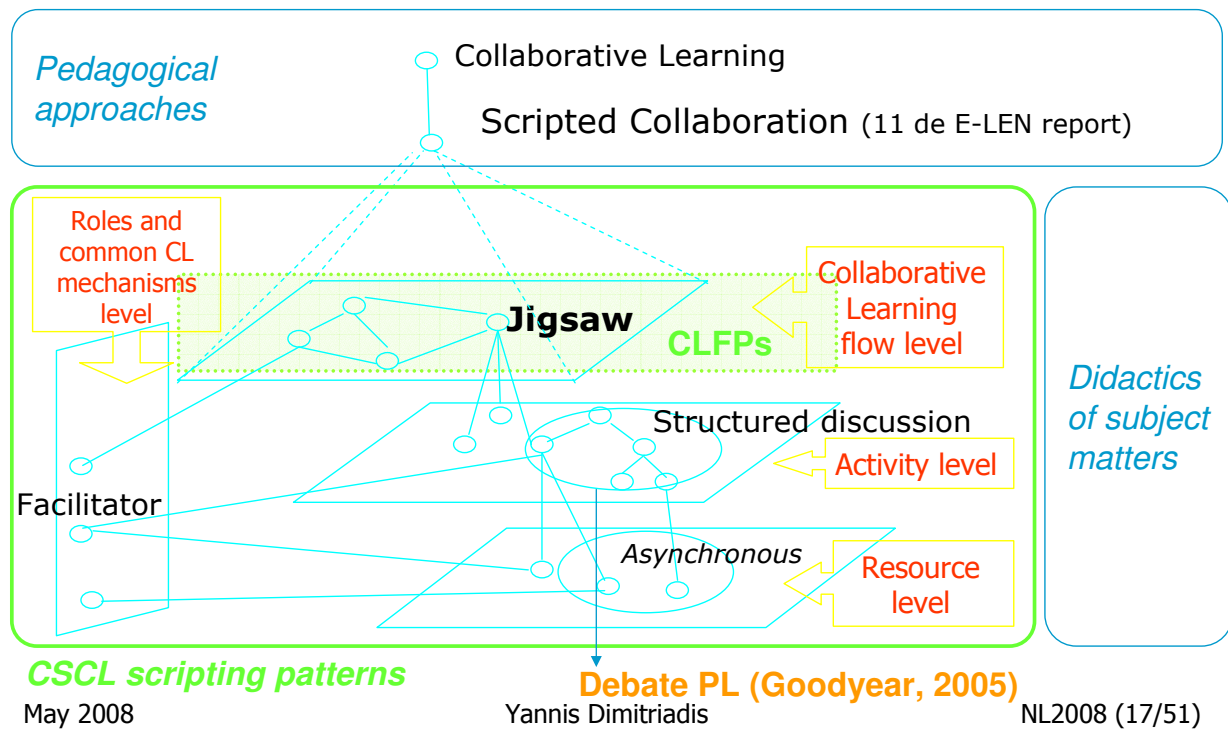 Pedagogical
approaches
Collaborative Learning
Scripted Collaboration (11 de E-LEN report)
Roles and
common CL
mechanisms
level
Jigsaw
CLFPs
Collaborative
Learning
flow level
Didactics
of subject
matters
Structured discussion
Activity level
Facilitator
Asynchronous
Resource
level
CSCL scripting patterns
Debate PL (Goodyear, 2005)
May 2008
Yannis Dimitriadis
NL2008 (17/51)